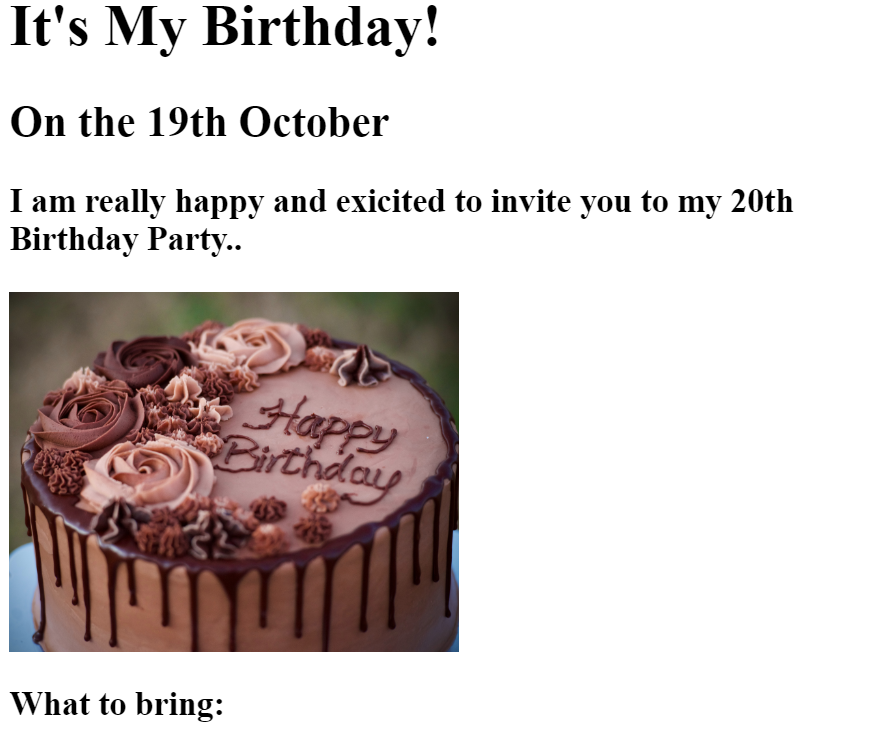 It's My Birthday!
On the 19th October
I am really happy and exicited to invite you to my 20th
Birthday Party..
Happy
Birthday
What to bring: